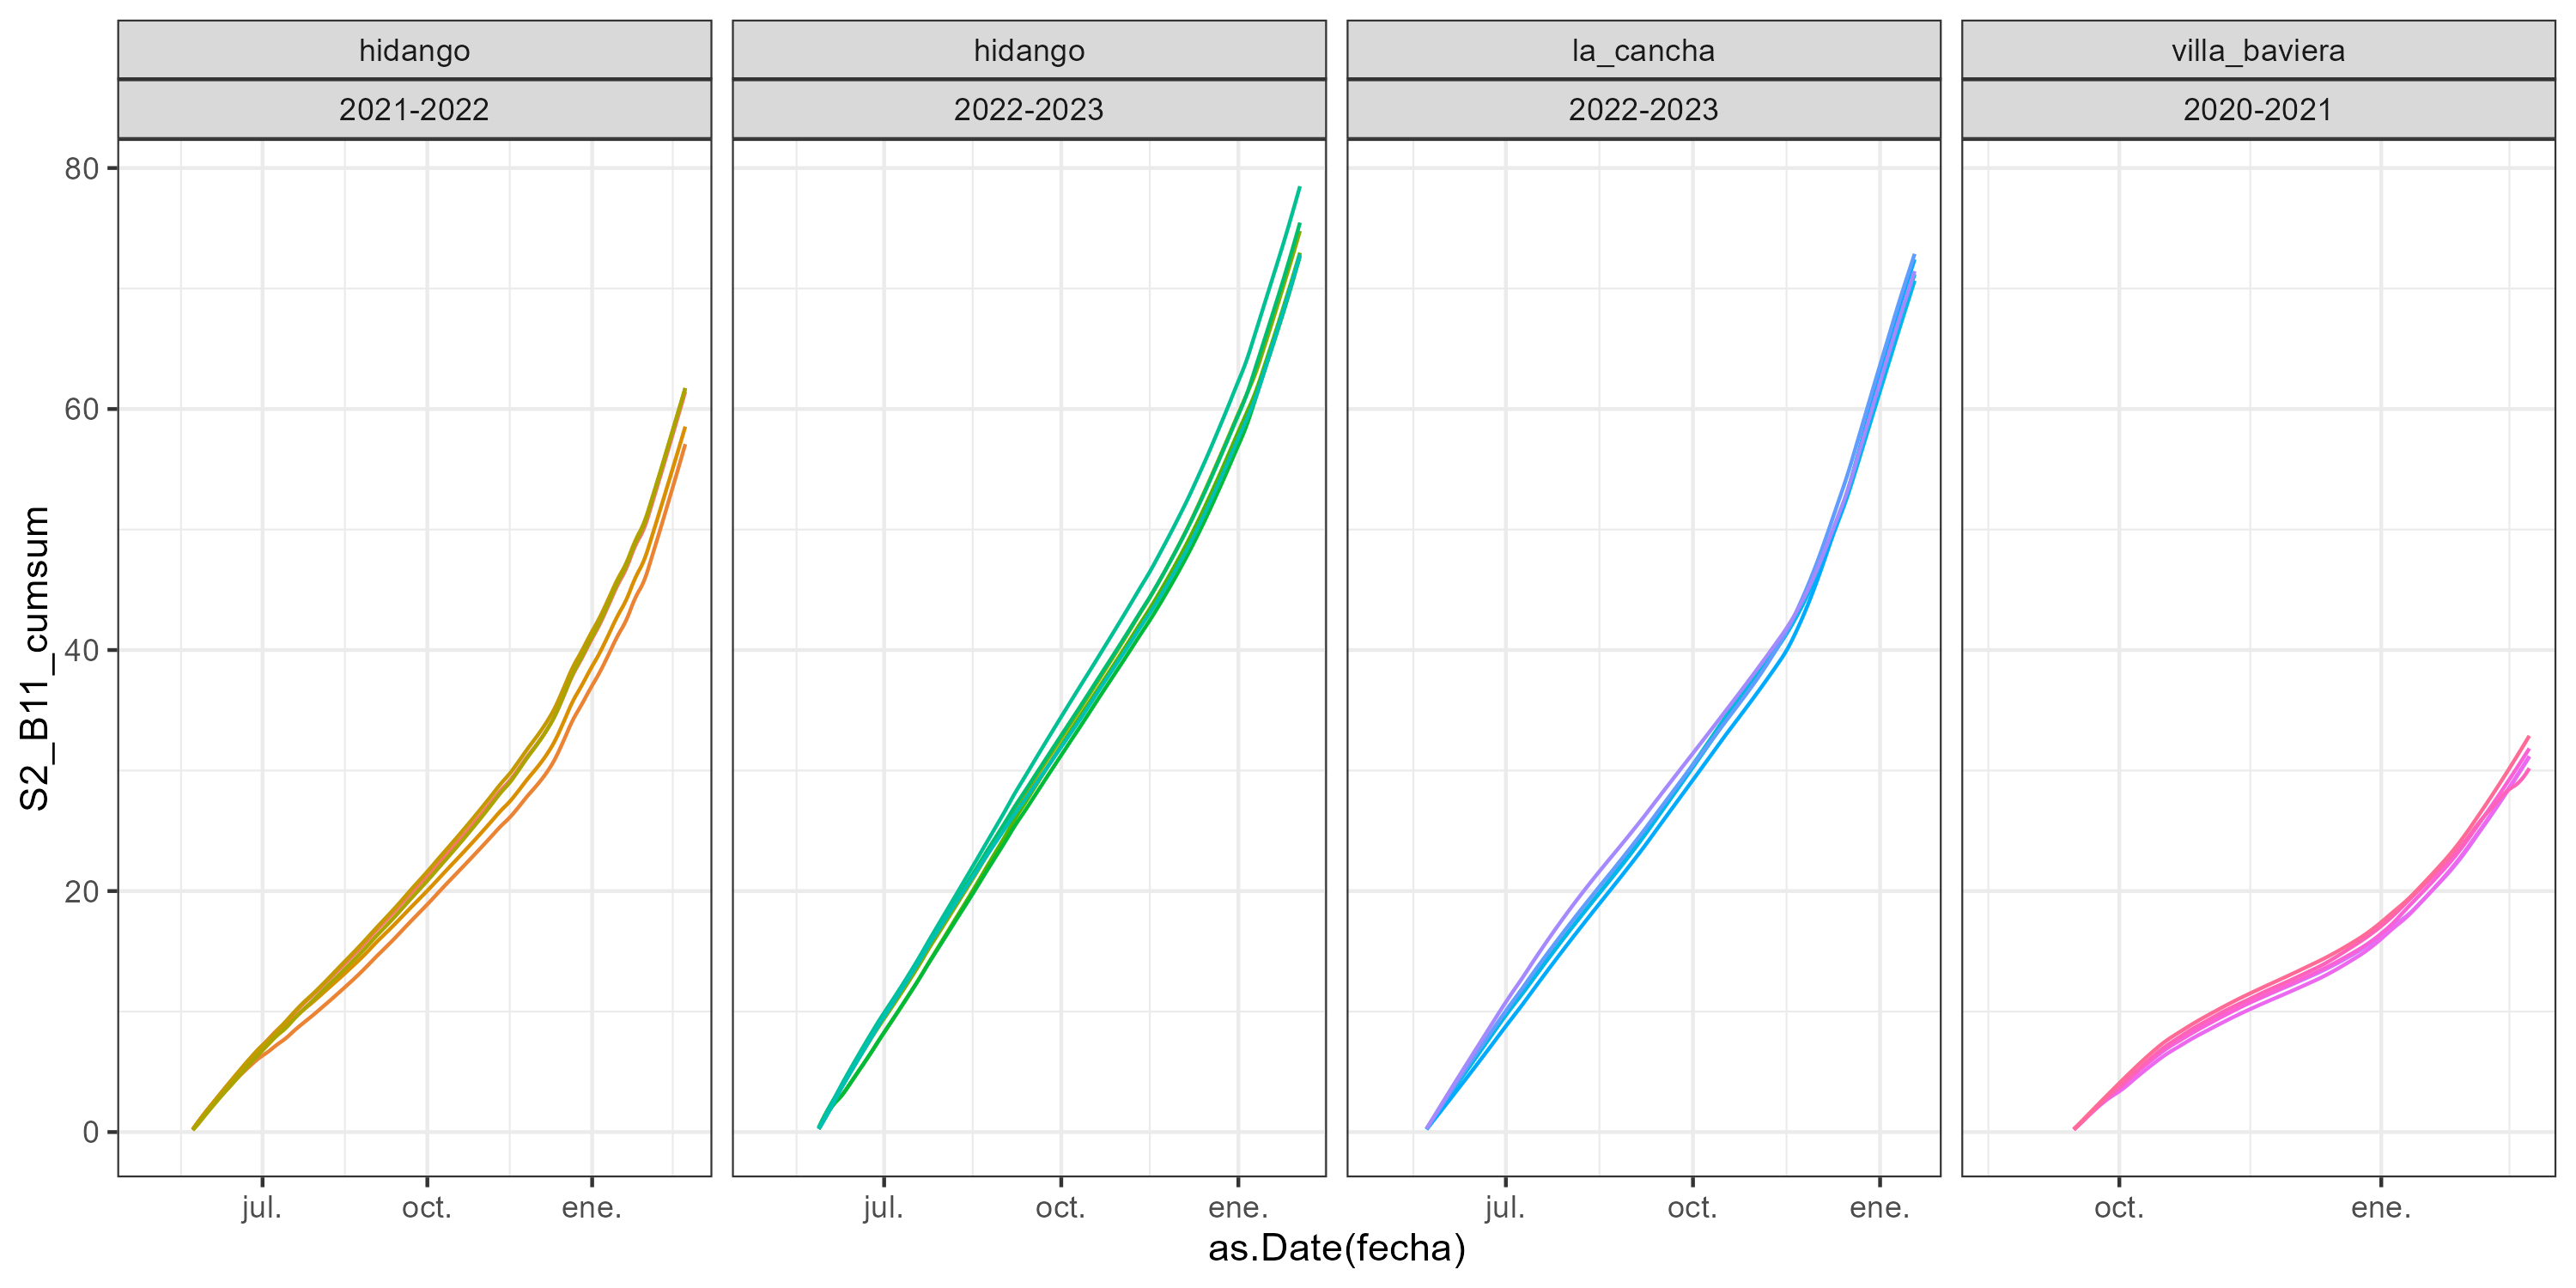 hidango
hidango
la_cancha
villa_baviera
2021-2022
2022-2023
2022-2023
2020-2021
S2_B11_cumsum
80
60
40
20
0
jul.
oct.
ene.
jul.
oct.
ene.
jul.
oct.
ene.
oct.
ene.
as.Date(fecha)